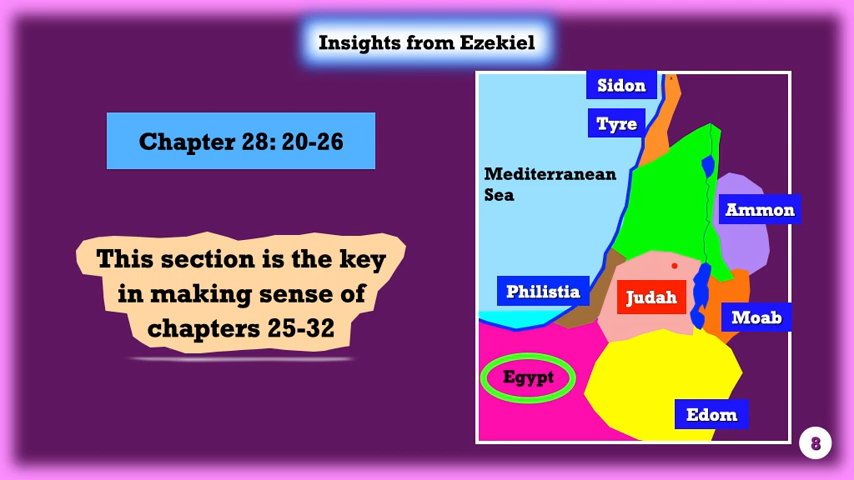 Insights from Ezekiel
Chapter 28: 20-26
This section is the key
in making sense of
chapters 25-32
Sidon
Tyre
Mediterranean
Sea
Ammon
Philistia
Judah
Moab
Egypt
Edom
8